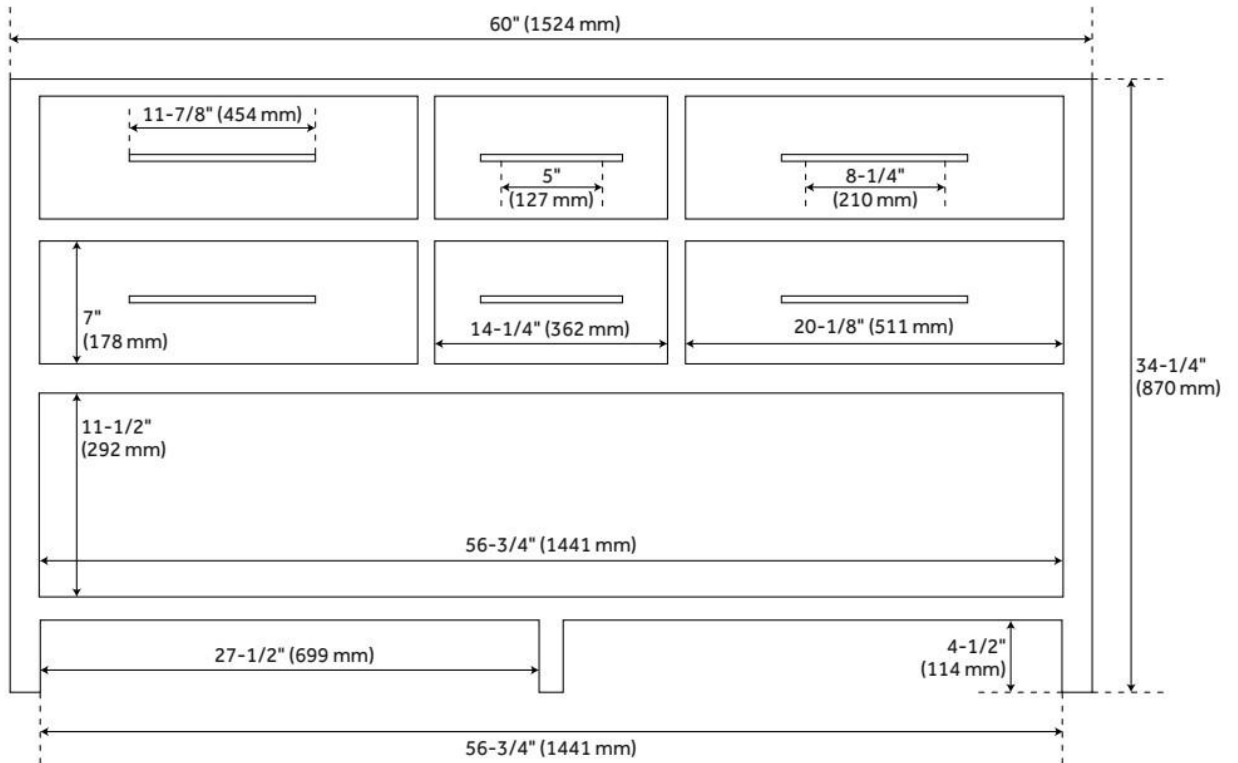 60" (1524 mm)
11-7/8" (454 mm)
5"
(127 mm)
8-1/4"
(210 mm)
7"
(178 mm)
14-1/4" (362 mm)
20-1/8" (511 mm)
34-1/4"
(870 mm)
11-1/2"
(292 mm)
56-3/4" (1441 mm)
27-1/2" (699 mm)
4-1/2"
(114 mm)
56-3/4" (1441 mm)